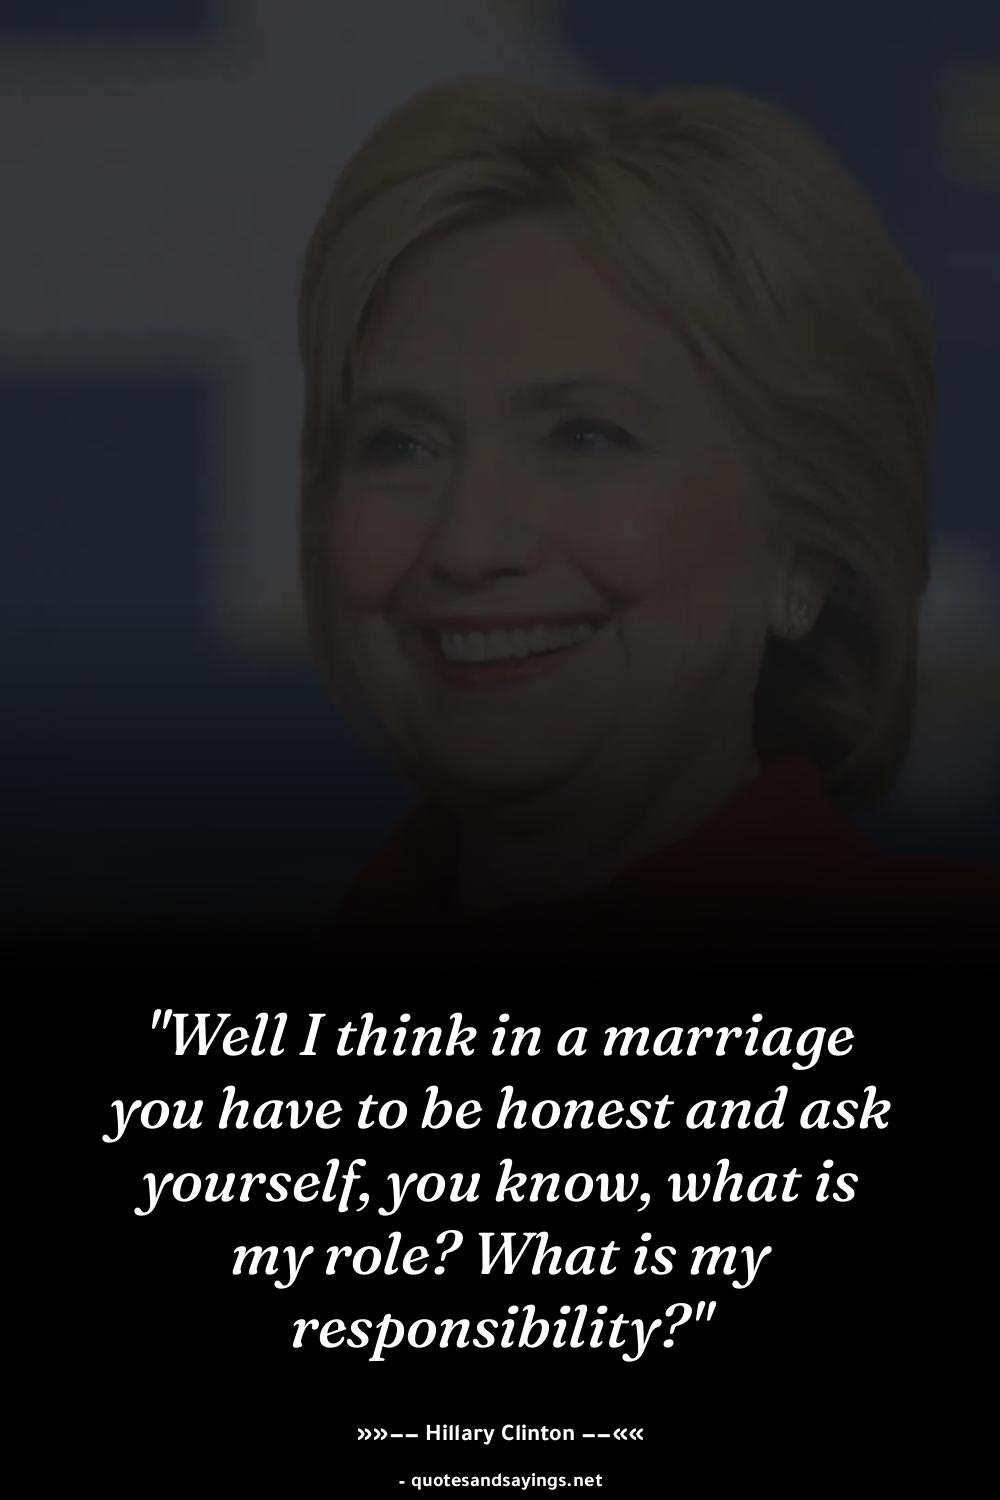 "Well I think in a marriage
you have to be honest and ask
yourself, you know, what is
my role? What is my
responsibility?"
»»–– Hillary Clinton ––««
- quotesandsayings.net